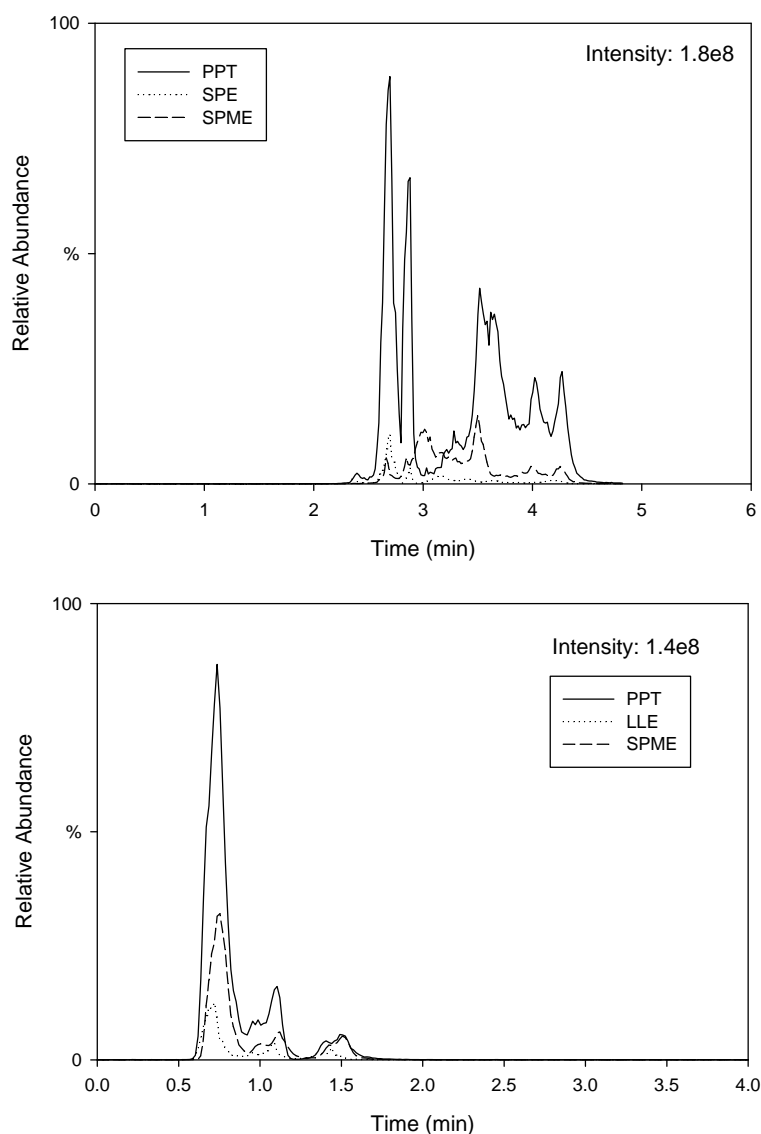 100
Intensity: 1.8e8
PPT
SPE
SPME
Relative Abundance
%
0
0 1 2 3 4 5 6
Time (min)
100
Intensity: 1.4e8
PPT
LLE
SPME
Relative Abundance
%
0
0.0 0.5 1.0 1.5 2.0 2.5 3.0 3.5 4.0
Time (min)